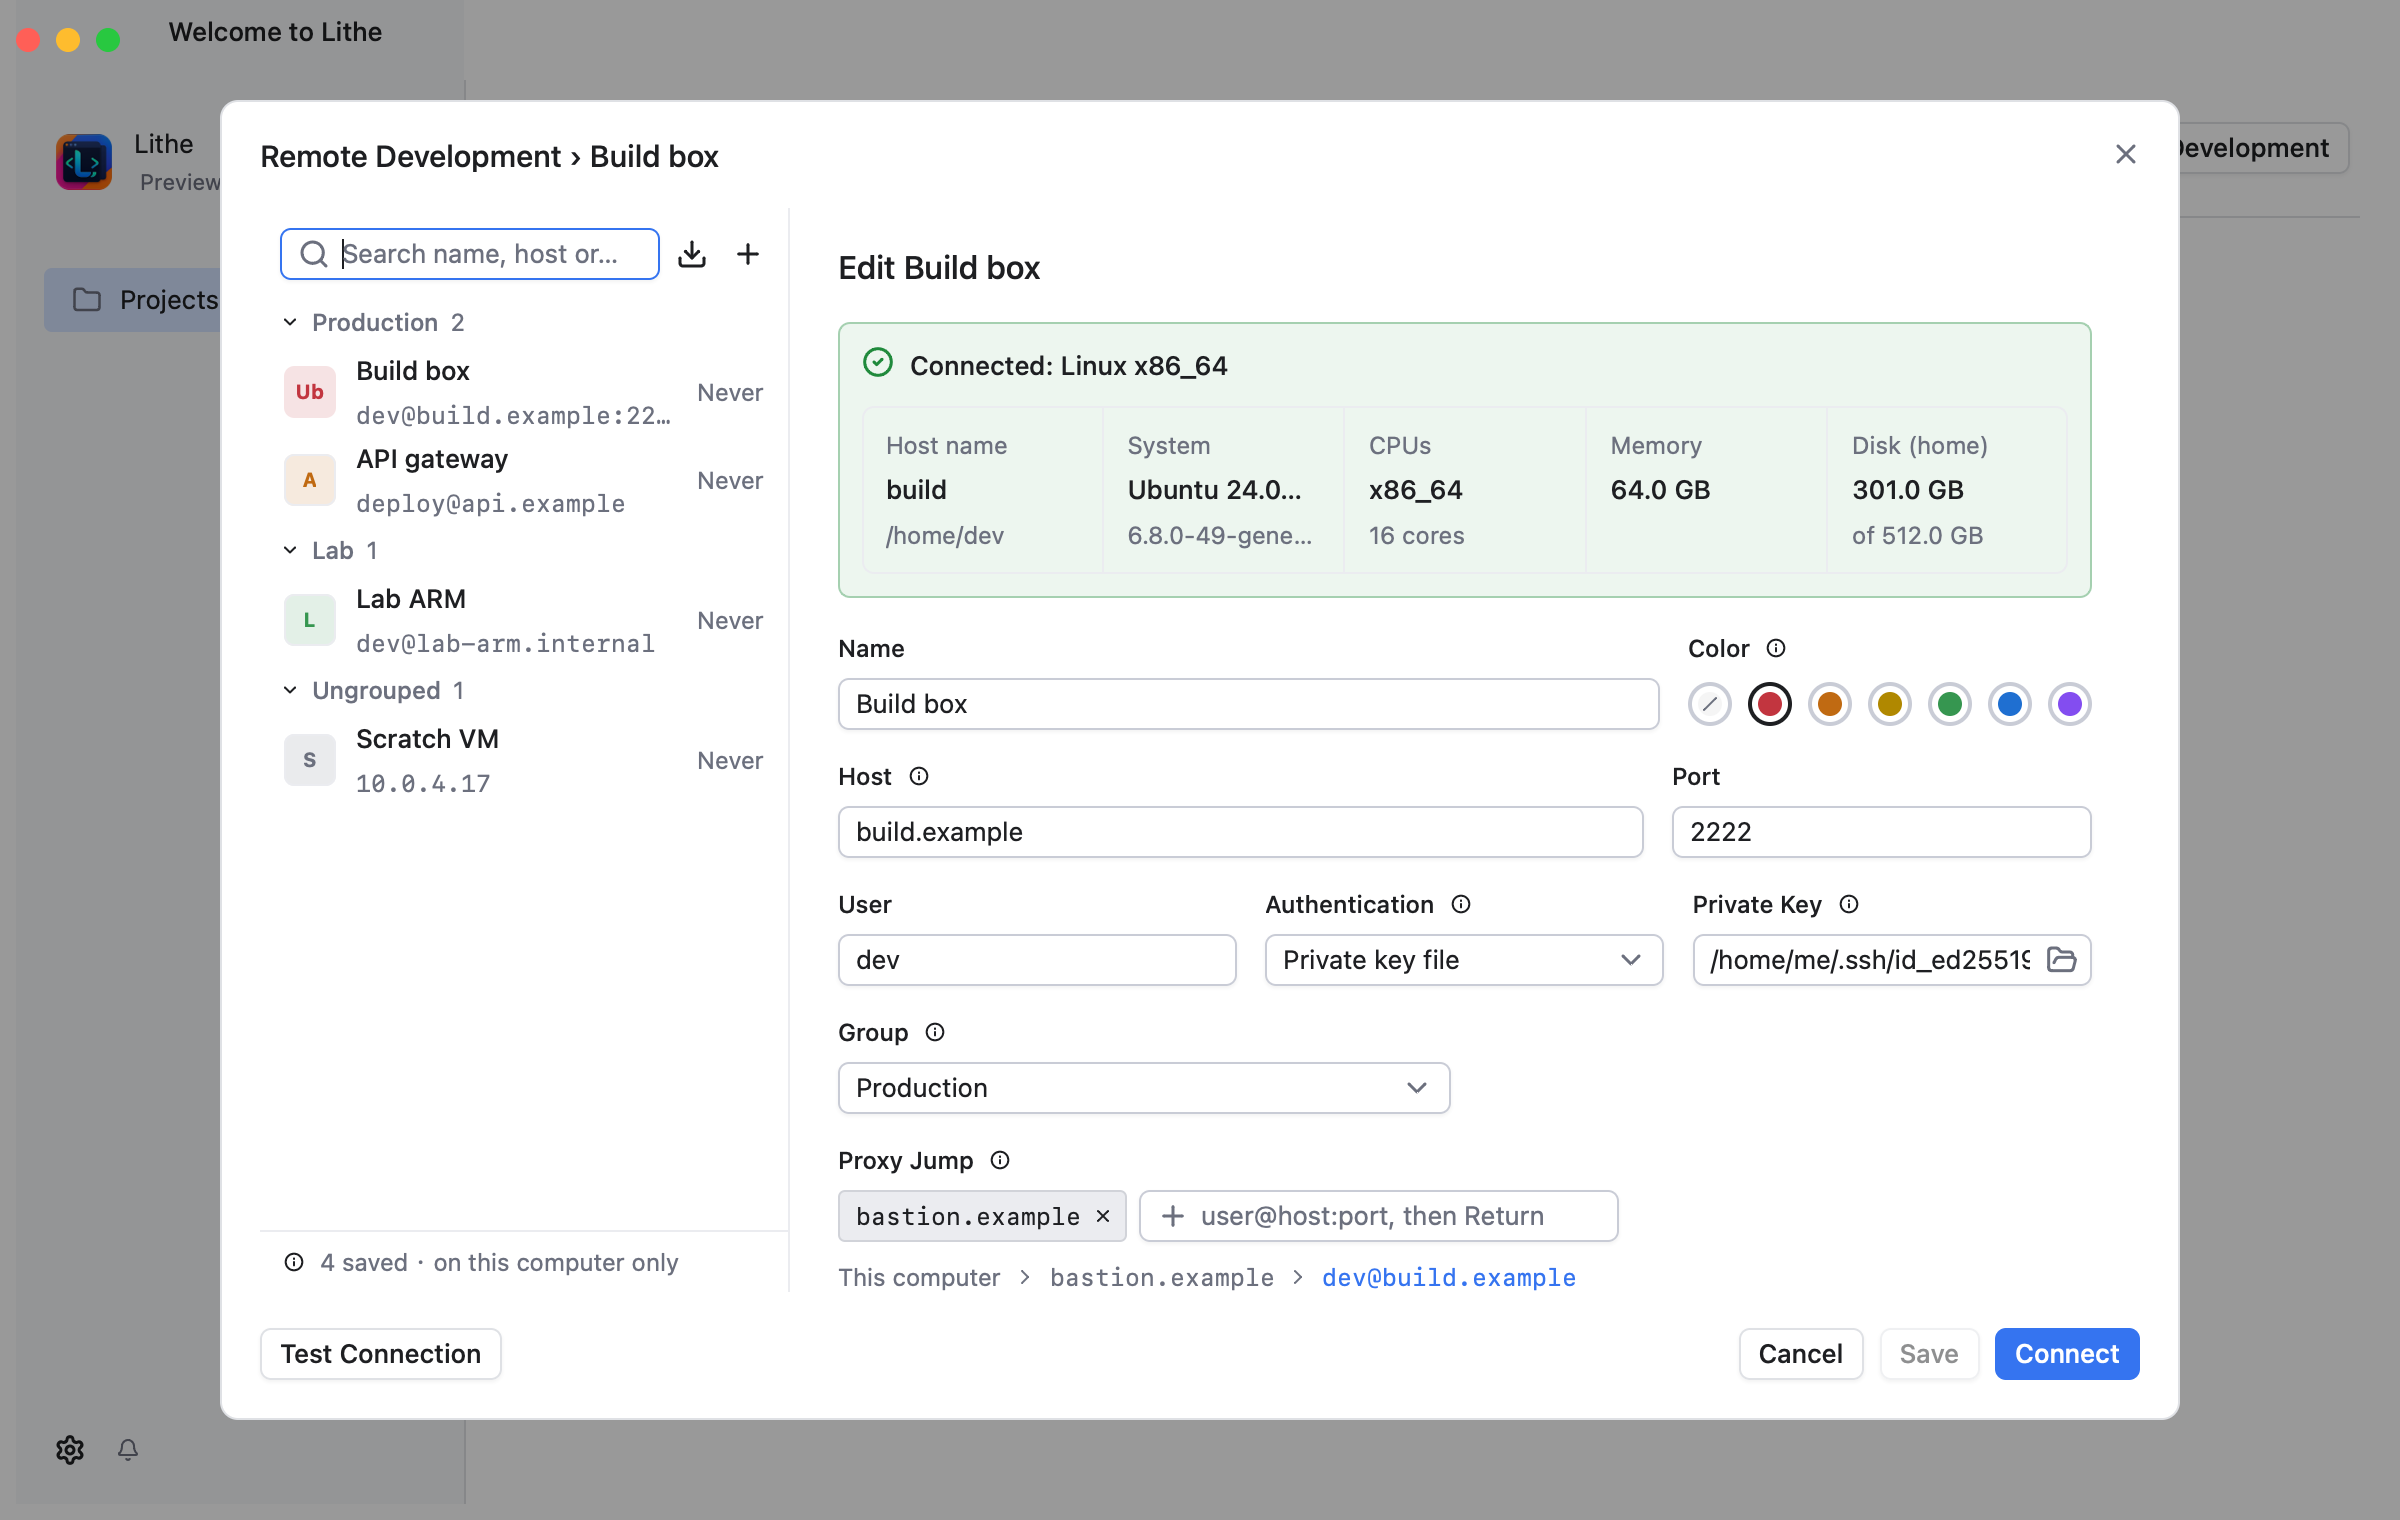 Welcome to Lithe
Lithe
Preview
Projects
Development
Remote Development › Build box
Search name, host or...
Production 2
Ub
Build box
dev@build.example:22…
Never
A
API gateway
deploy@api.example
Never
Lab 1
L
Lab ARM
dev@lab-arm.internal
Never
Ungrouped 1
S
Scratch VM
10.0.4.17
Never
4 saved · on this computer only
Edit Build box
Connected: Linux x86_64
Host name
build
/home/dev
System
Ubuntu 24.0...
6.8.0-49-gene...
CPUs
x86_64
16 cores
Memory
64.0 GB
Disk (home)
301.0 GB
of 512.0 GB
Name
Build box
Color
Host
build.example
Port
2222
User
dev
Authentication
Private key file
Private Key
/home/me/.ssh/id_ed25519
Group
Production
Proxy Jump
bastion.example ×
+ user@host:port, then Return
This computer > bastion.example > dev@build.example
Test Connection
Cancel
Save
Connect